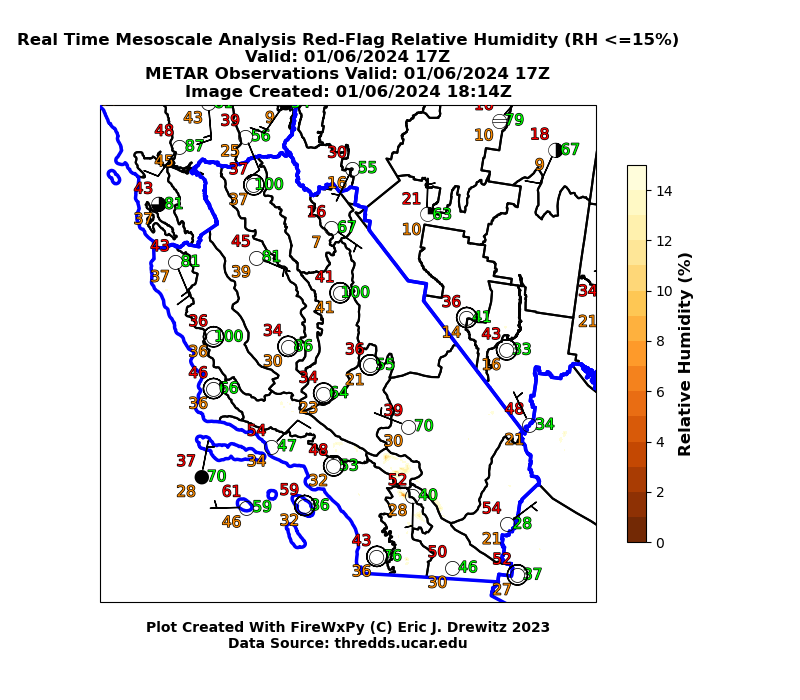 Real Time Mesoscale Analysis Red-Flag Relative Humidity (RH <=15%)
Valid: 01/06/2024 17Z
METAR Observations Valid: 01/06/2024 17Z
Image Created: 01/06/2024 18:14Z
43 39 9 79
48 87 25 56 10 18 67
45 30 55 9
37 100 16
43 81 37 21 63
37 26 67 10
43 45 7
81 81
37 39 41 100 34
41 36 41 21
36 100 34 36 14 43 33
36 30 36 55 16
46 66 34 64 21
36 23 39 70 48 34
54 47 30 21
34 48 53
37 70 32 52 40
28 61 59 59 36 28 54 28
46 32 21
43 76 50 46 52 37
36 30 27
14
12
10
8
6
4
2
0
Relative Humidity (%)
Plot Created With FireWxPy (C) Eric J. Drewitz 2023
Data Source: thredds.ucar.edu